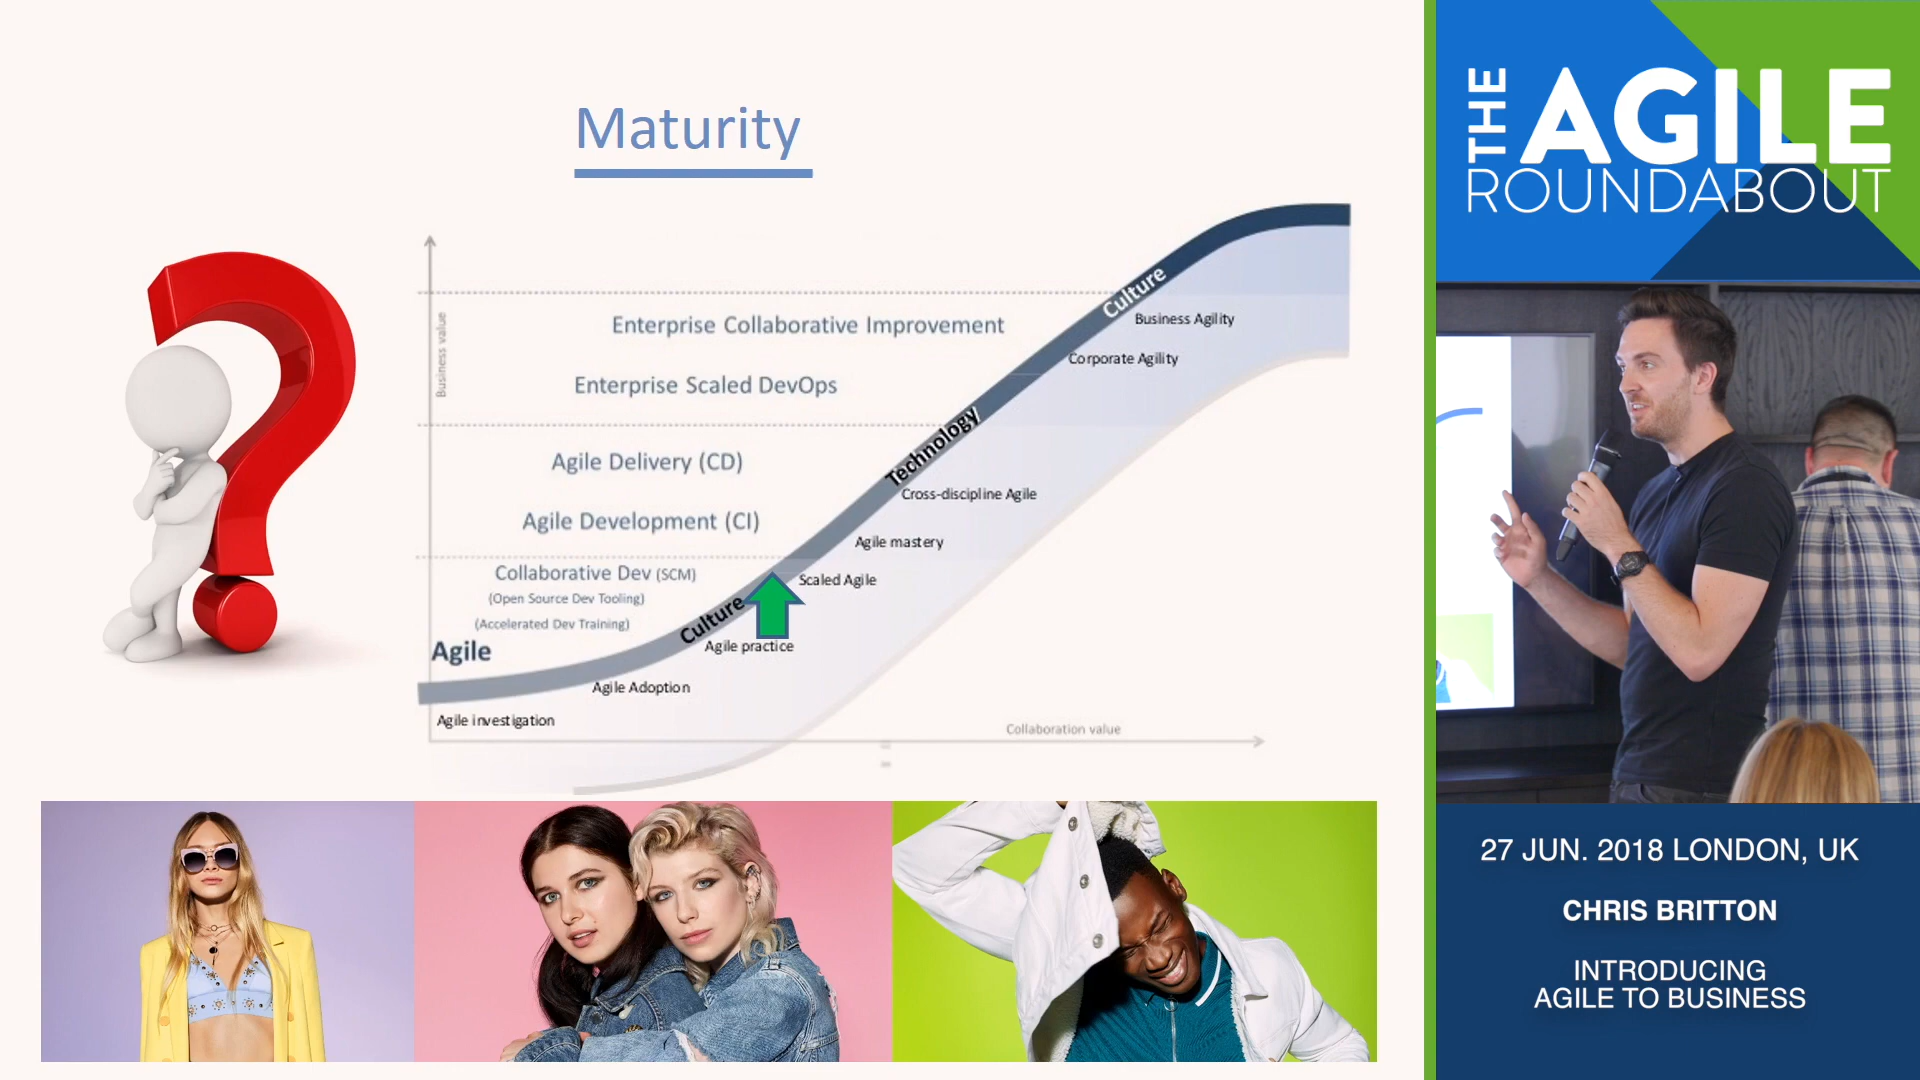 Maturity
Business value
Enterprise Collaborative Improvement
Enterprise Scaled DevOps
Agile Delivery (CD)
Agile Development (CI)
Collaborative Dev (SCM)
(Open Source Dev Tooling)
(Accelerated Dev Training)
Agile
Culture
Technology
Culture
Business Agility
Corporate Agility
Cross-discipline Agile
Agile mastery
Scaled Agile
Agile practice
Agile Adoption
Agile investigation
Collaboration value
THE AGILE
ROUNDABOUT
27 JUN. 2018 LONDON, UK
CHRIS BRITTON
INTRODUCING
AGILE TO BUSINESS